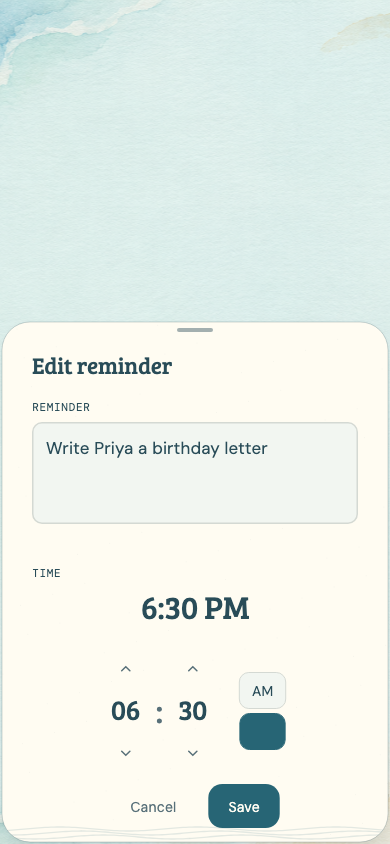 Edit reminder
REMINDER
Write Priya a birthday letter
TIME
6:30 PM
06 : 30
AM
Cancel Save